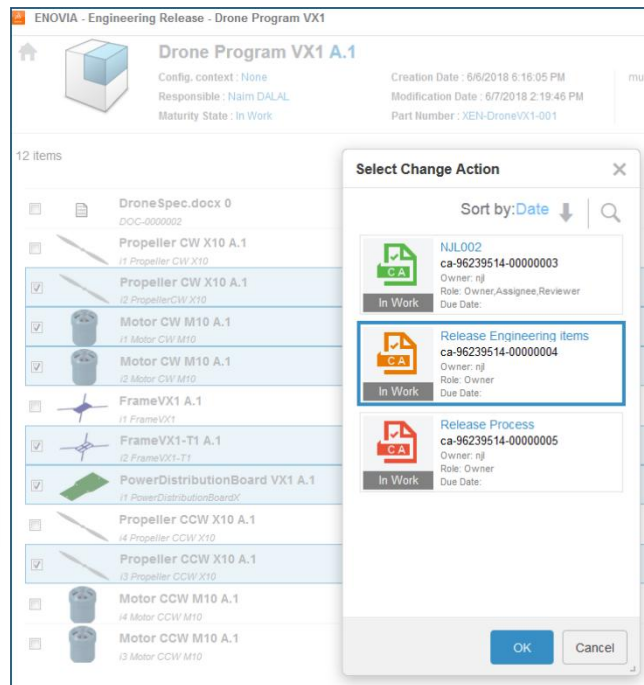 ENOVIA - Engineering Release - Drone Program VX1
Drone Program VX1 A.1
Config. context : None
Responsible : Naim DALAL
Maturity State : In Work
Creation Date : 6/6/2018 6:16:05 PM
Modification Date : 6/7/2018 2:19:46 PM
Part Number : XEN-DroneVX1-001
12 items
DroneSpec.docx 0
DOC-0000002
Propeller CW X10 A.1
i1 Propeller CW X10
Propeller CW X10 A.1
i2 PropellerCW X10
Motor CW M10 A.1
i1 Motor CW M10
Motor CW M10 A.1
i2 Motor CW M10
FrameVX1 A.1
i1 FrameVX1
FrameVX1-T1 A.1
i2 FrameVX1-T1
PowerDistributionBoard VX1 A.1
i1 PowerDistributionBoardX
Propeller CCW X10 A.1
i4 Propeller CCW X10
Propeller CCW X10 A.1
i3 Propeller CCW X10
Motor CCW M10 A.1
i4 Motor CCW M10
Motor CCW M10 A.1
i3 Motor CCW M10
Select Change Action
Sort by:Date
CA
In Work
NJL002
ca-96239514-00000003
Owner: njl
Role: Owner,Assignee,Reviewer
Due Date:
CA
In Work
Release Engineering items
ca-96239514-00000004
Owner: njl
Role: Owner
Due Date:
CA
In Work
Release Process
ca-96239514-00000005
Owner: njl
Role: Owner
Due Date:
OK
Cancel